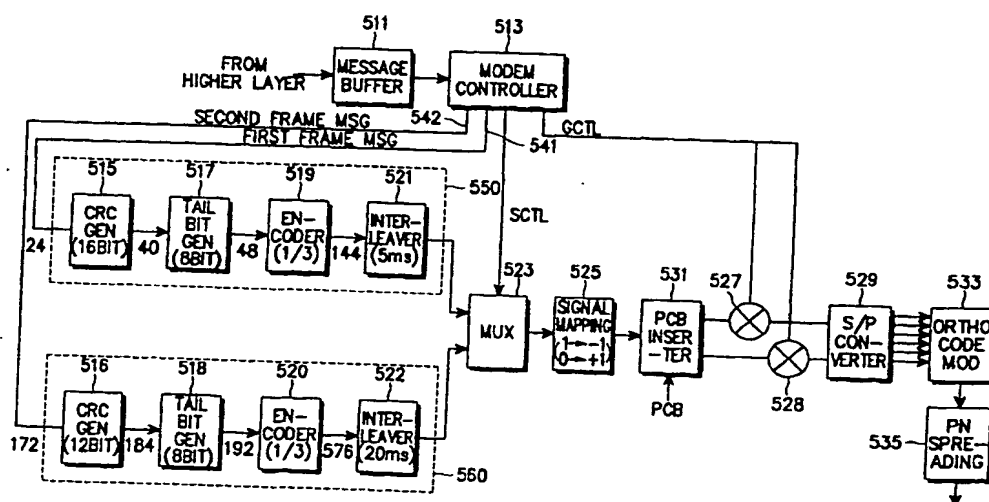 511
513
FROM
HIGHER LAYER
MESSAGE
BUFFER
MODEM
CONTROLLER
SECOND FRAME MSG
542
FIRST FRAME MSG
541
GCTL
SCTL
550
515
517
519
521
CRC
GEN
(16BIT)
TAIL
BIT
GEN
(8BIT)
EN-
CODER
(1/3)
INTER-
LEAVER
(5ms)
24
40
48
144
523
MUX
525
SIGNAL
MAPPING
(1→-1
0→+1)
531
PCB
INSER-
-TER
PCB
527
528
529
S/P
CON-
VERTER
533
ORTHO
CODE
MOD
516
518
520
522
CRC
GEN
(12BIT)
TAIL
BIT
GEN
(8BIT)
EN-
CODER
(1/3)
INTER-
LEAVER
(20ms)
172
184
192
576
560
535
PN
SPRE-
ADING